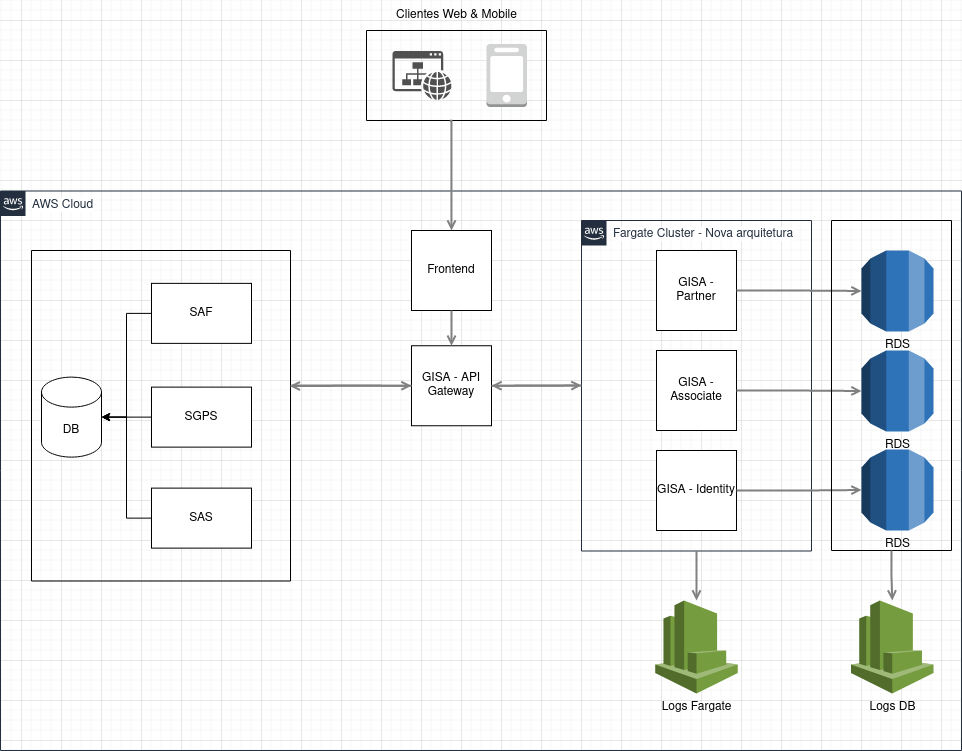 Clientes Web & Mobile
aws
AWS Cloud
aws
Fargate Cluster - Nova arquitetura
Frontend
GISA -
Partner
RDS
SAF
GISA - API
Gateway
GISA -
Associate
RDS
SGPS
DB
GISA - Identity
RDS
SAS
Logs Fargate
Logs DB